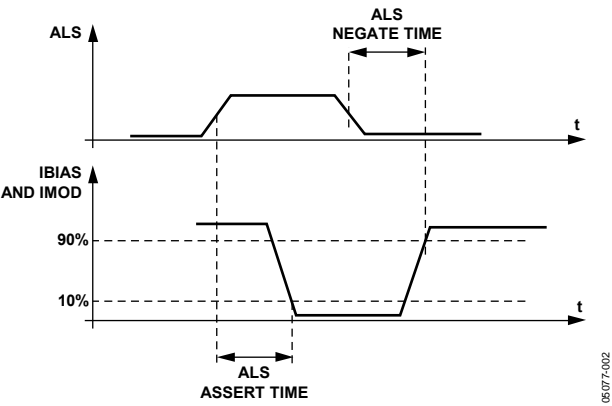 ALS
NEGATE TIME
ALS
t
IBIAS
AND IMOD
90%
10%
t
ALS
ASSERT TIME
05077-002